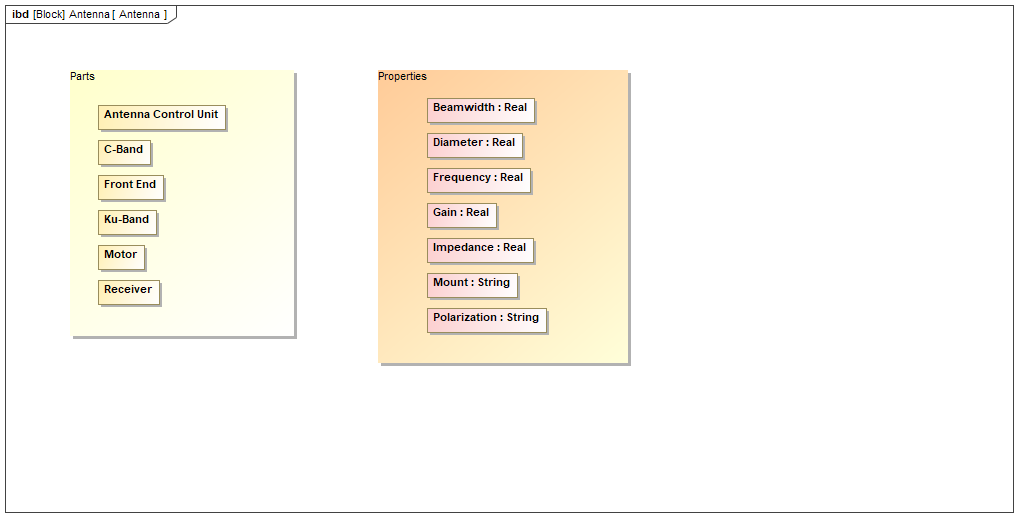 ibd [Block] Antenna [ Antenna ]
Parts
Antenna Control Unit
C-Band
Front End
Ku-Band
Motor
Receiver
Properties
Beamwidth : Real
Diameter : Real
Frequency : Real
Gain : Real
Impedance : Real
Mount : String
Polarization : String